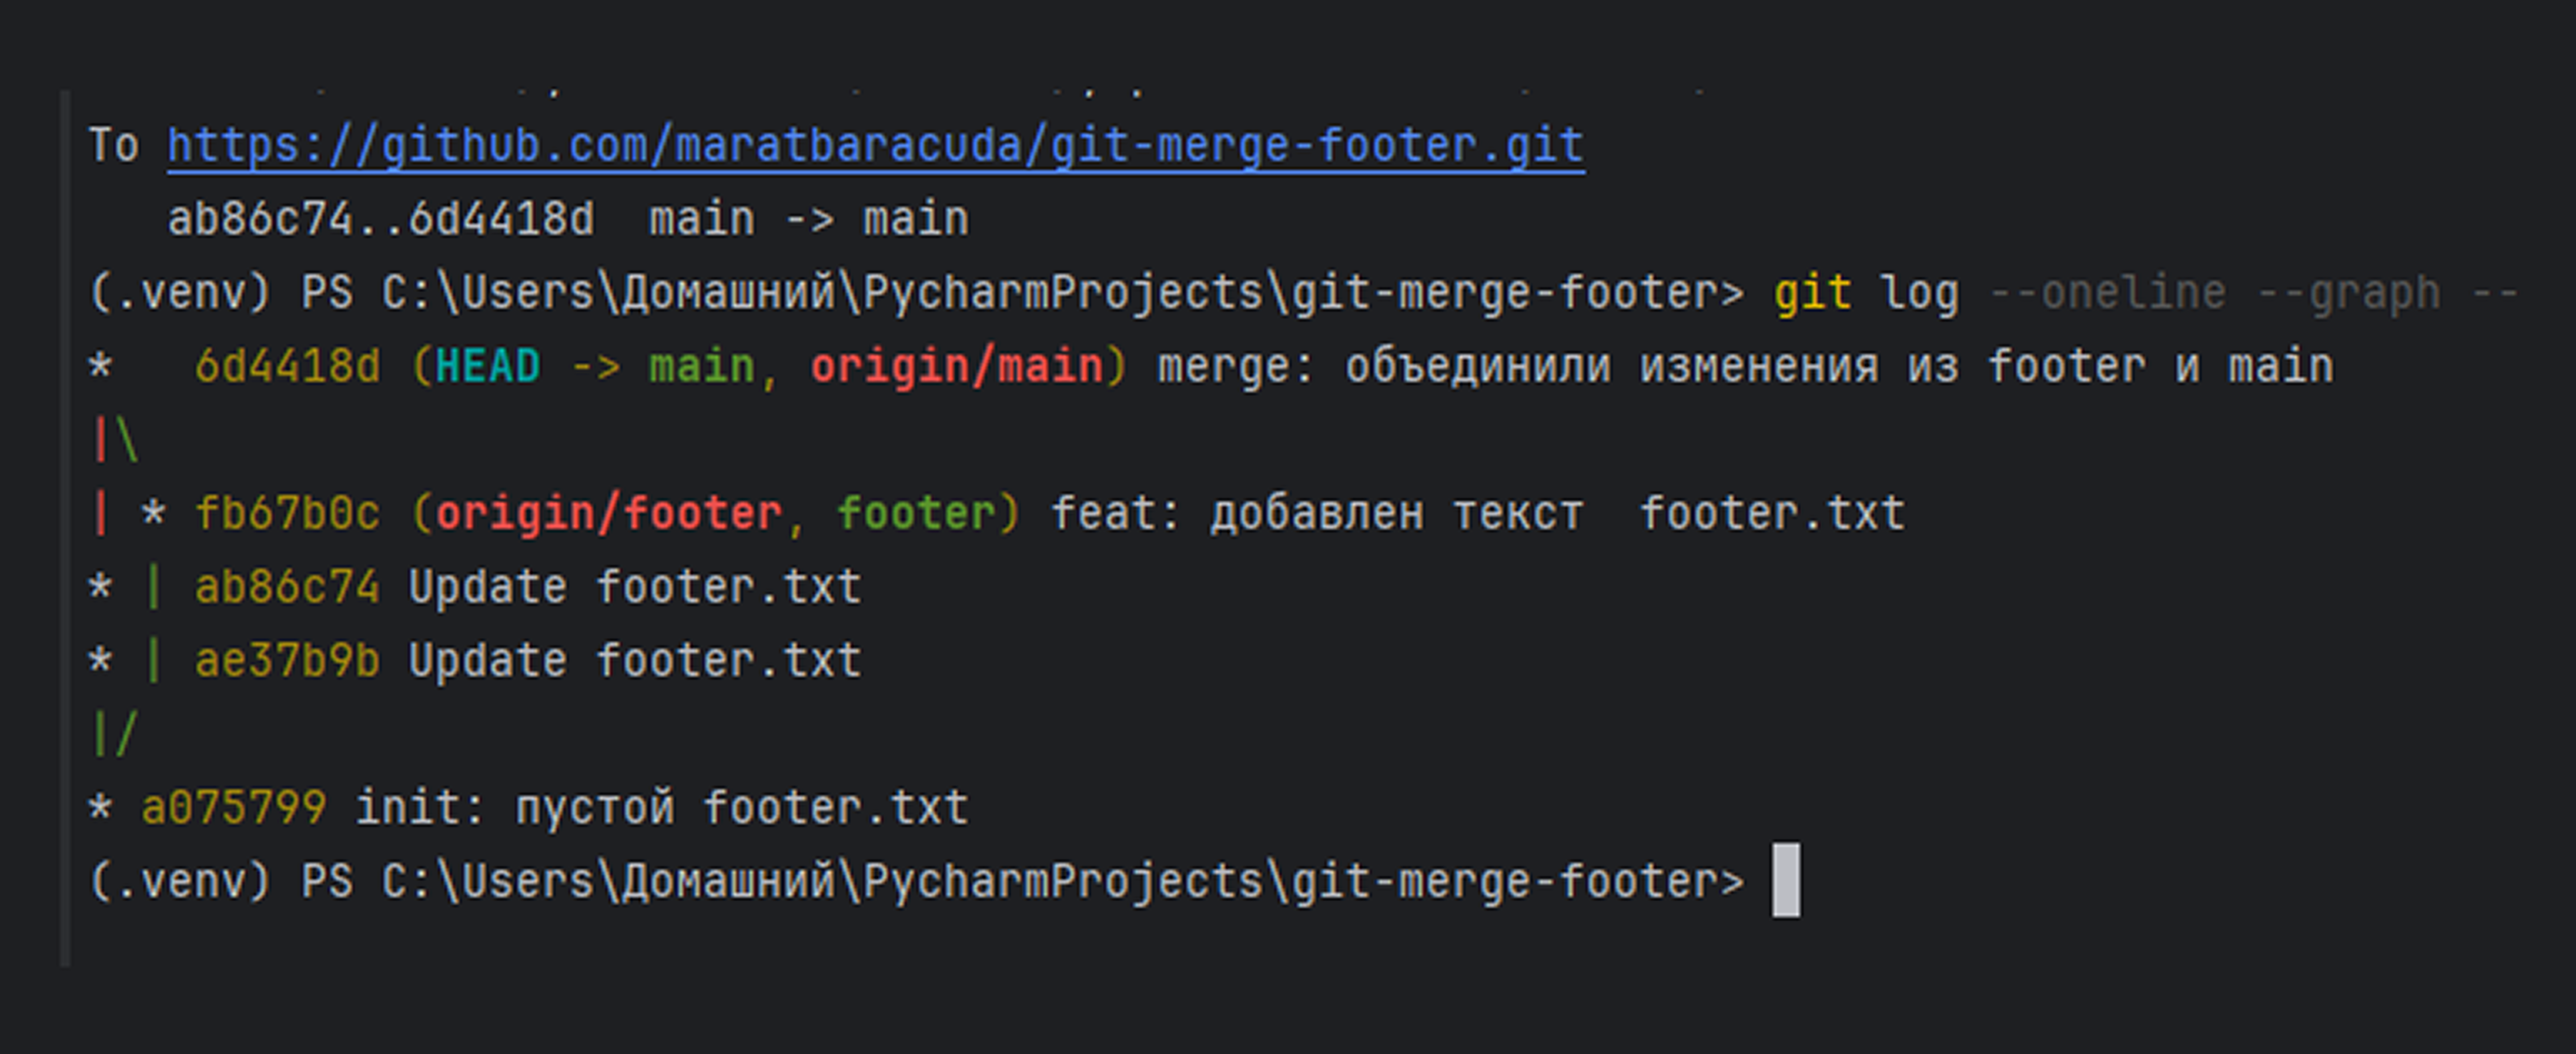 To https://github.com/maratbaracuda/git-merge-footer.git
   ab86c74..6d4418d  main -> main
(.venv) PS C:\Users\Домашний\PycharmProjects\git-merge-footer> git log --oneline --graph --
*   6d4418d (HEAD -> main, origin/main) merge: объединили изменения из footer и main
|\
| * fb67b0c (origin/footer, footer) feat: добавлен текст  footer.txt
* | ab86c74 Update footer.txt
* | ae37b9b Update footer.txt
|/
* a075799 init: пустой footer.txt
(.venv) PS C:\Users\Домашний\PycharmProjects\git-merge-footer>